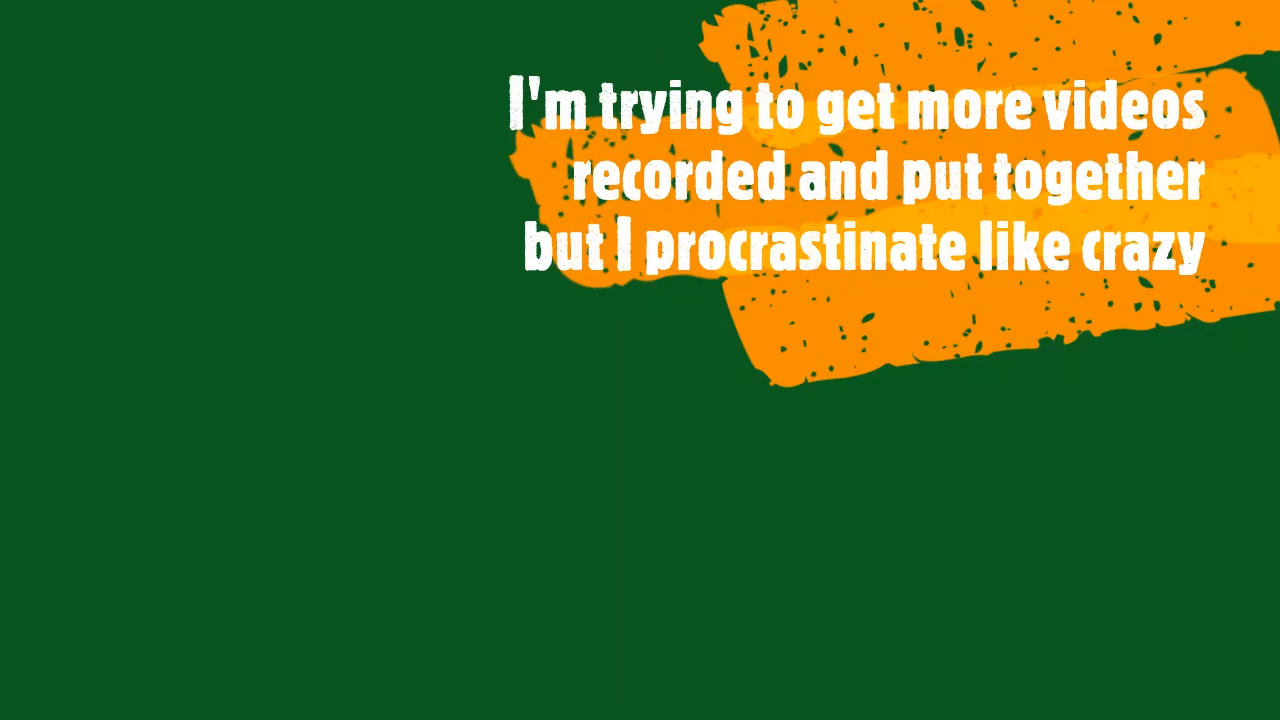 I'm trying to get more videos
recorded and put together
but I procrastinate like crazy